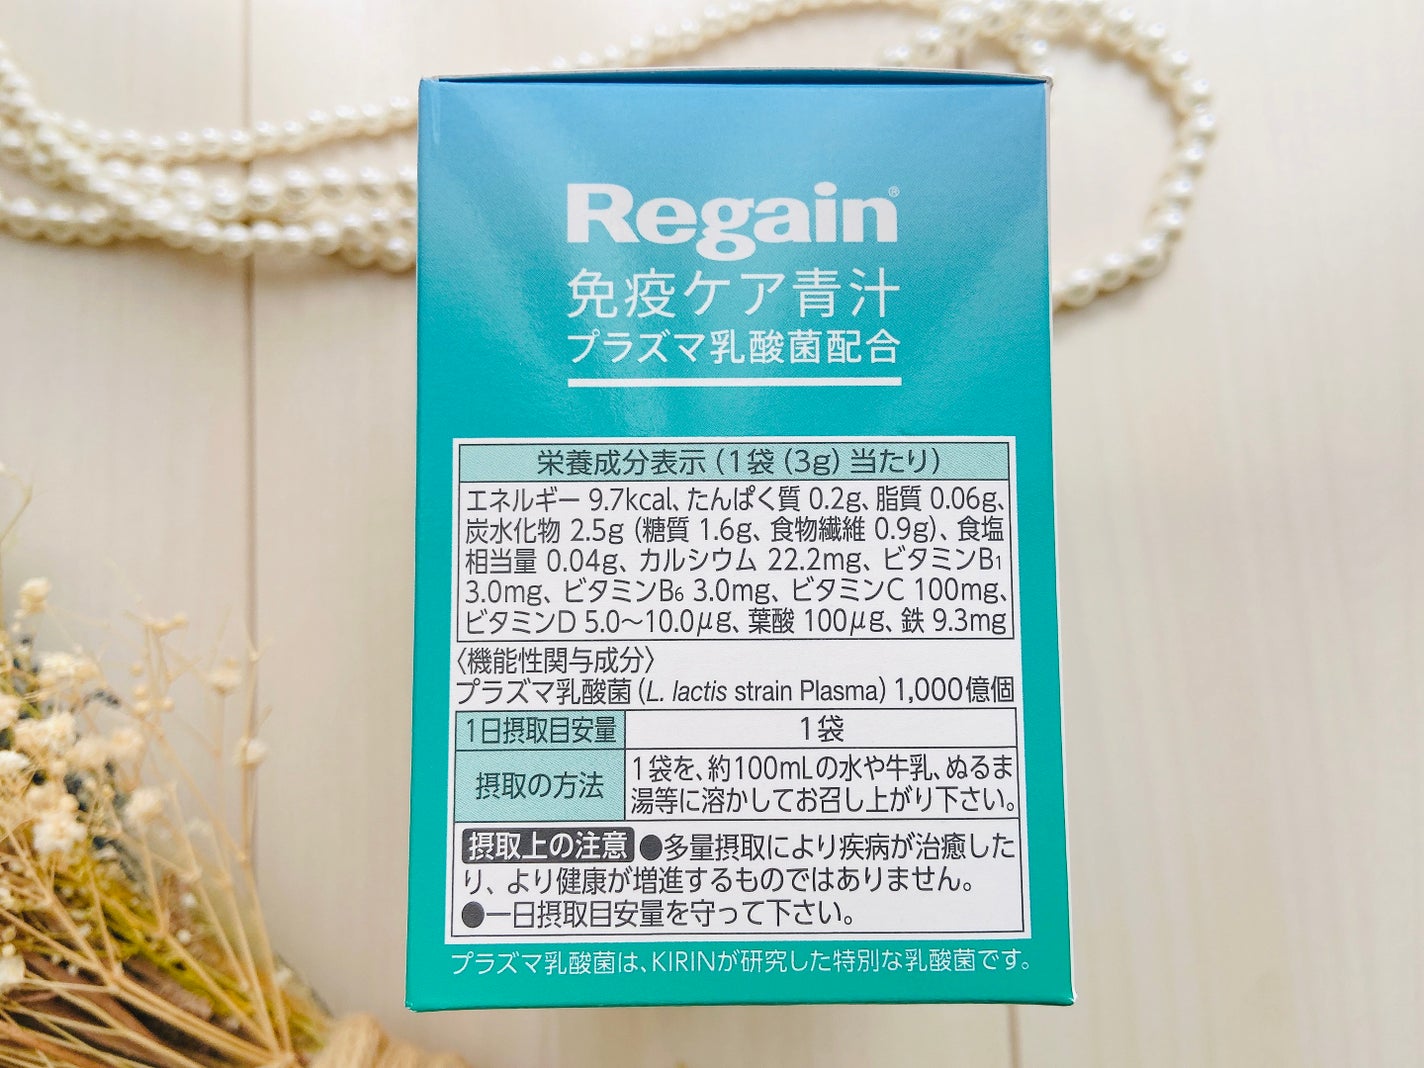 Regain®
免疫ケア青汁
プラズマ乳酸菌配合
栄養成分表示(1袋(3g)当たり)
エネルギー 9.7kcal、たんぱく質 0.2g、脂質 0.06g、
炭水化物 2.5g(糖質 1.6g、食物繊維 0.9g)、食塩
相当量 0.04g、カルシウム 22.2mg、ビタミンB₁
3.0mg、ビタミンB₆ 3.0mg、ビタミンC 100mg、
ビタミンD 5.0〜10.0μg、葉酸 100μg、鉄 9.3mg
〈機能性関与成分〉
プラズマ乳酸菌(L. lactis strain Plasma)1,000億個
1日摂取目安量 1袋
摂取の方法 1袋を、約100mLの水や牛乳、ぬるま
湯等に溶かしてお召し上がり下さい。
摂取上の注意 ●多量摂取により疾病が治癒した
り、より健康が増進するものではありません。
●一日摂取目安量を守って下さい。
プラズマ乳酸菌は、KIRINが研究した特別な乳酸菌です。